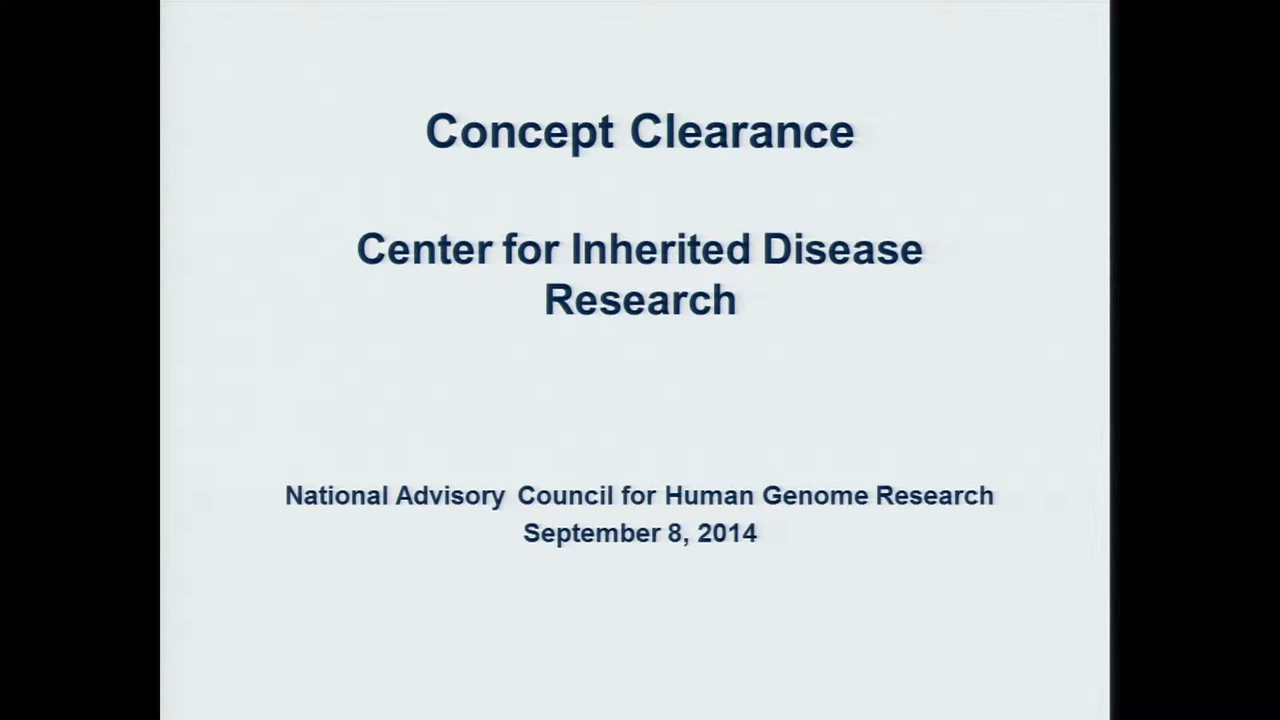 Concept Clearance
Center for Inherited Disease
Research
National Advisory Council for Human Genome Research
September 8, 2014